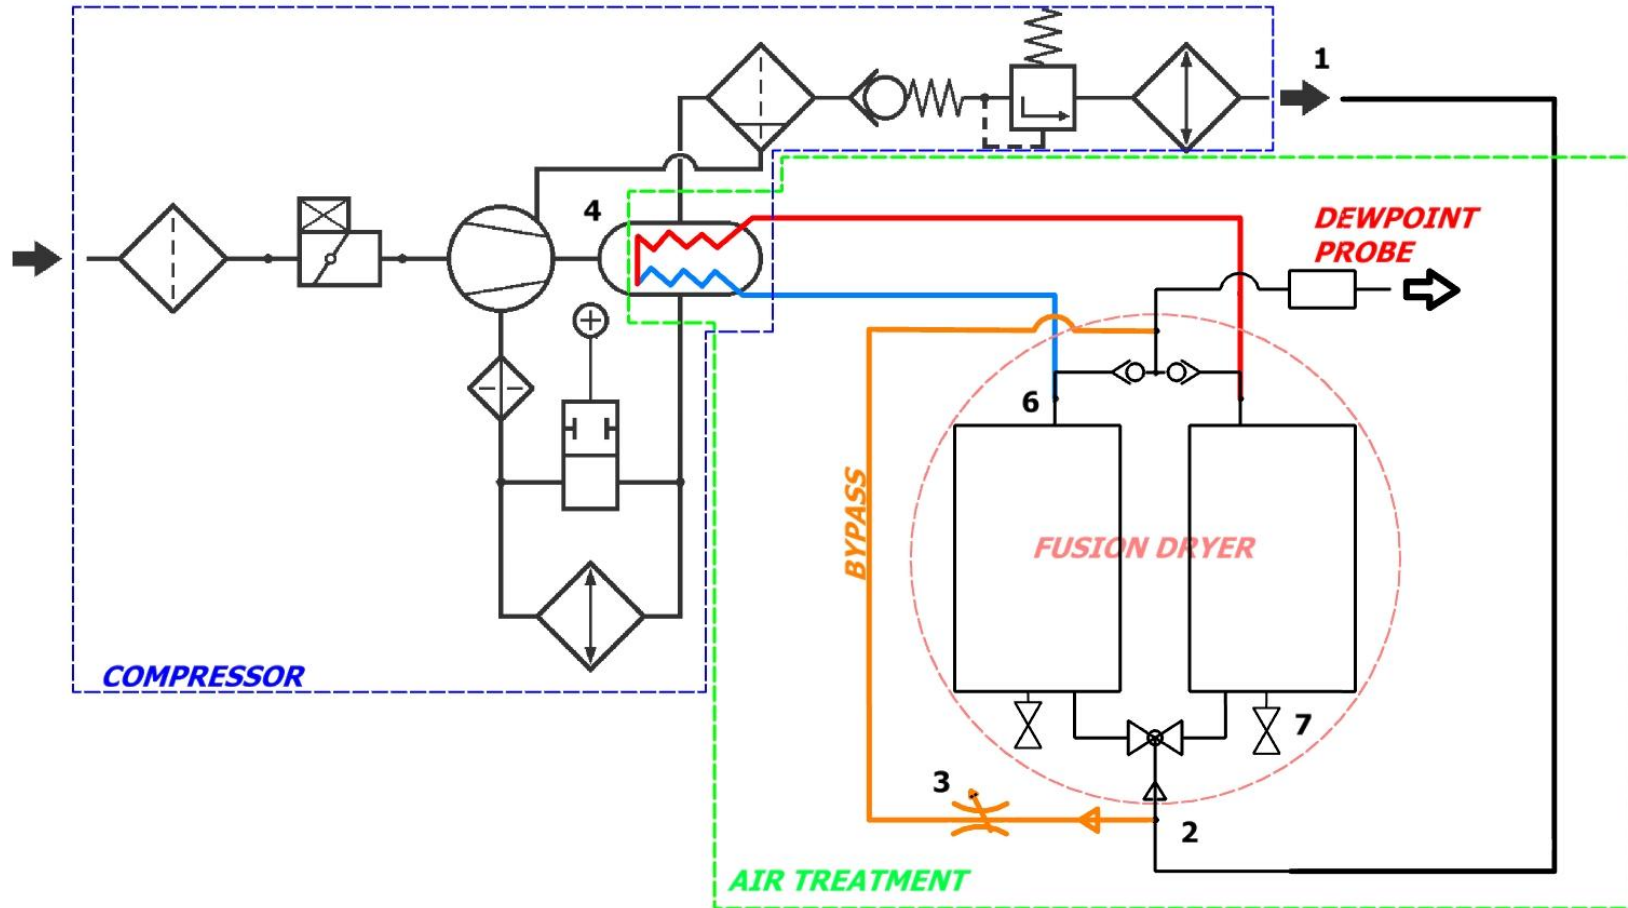 1
4
DEWPOINT
PROBE
6
BYPASS
FUSION DRYER
COMPRESSOR
7
3
2
AIR TREATMENT